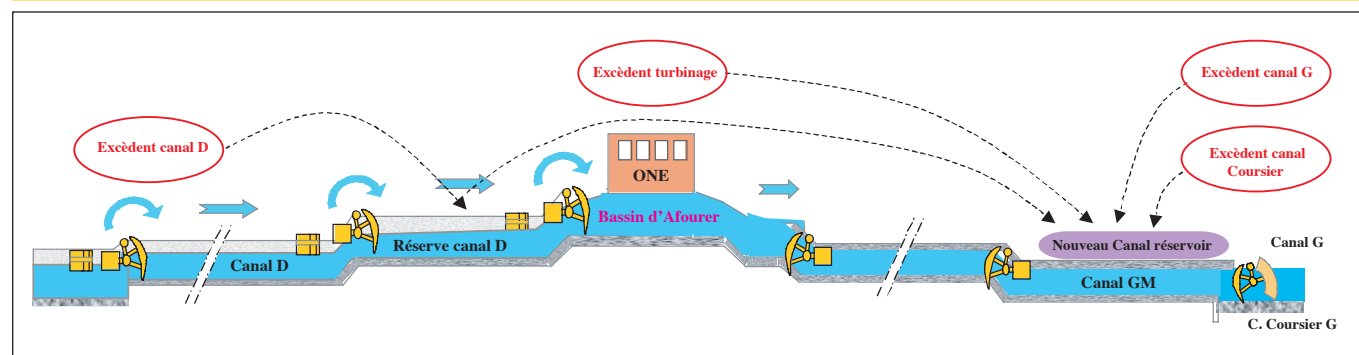 Excèdent turbinage
Excèdent canal G
Excèdent canal D
Excèdent canal
Coursier
ONE
Bassin d'Afourer
Réserve canal D
Canal D
Nouveau Canal réservoir
Canal G
Canal GM
C. Coursier G